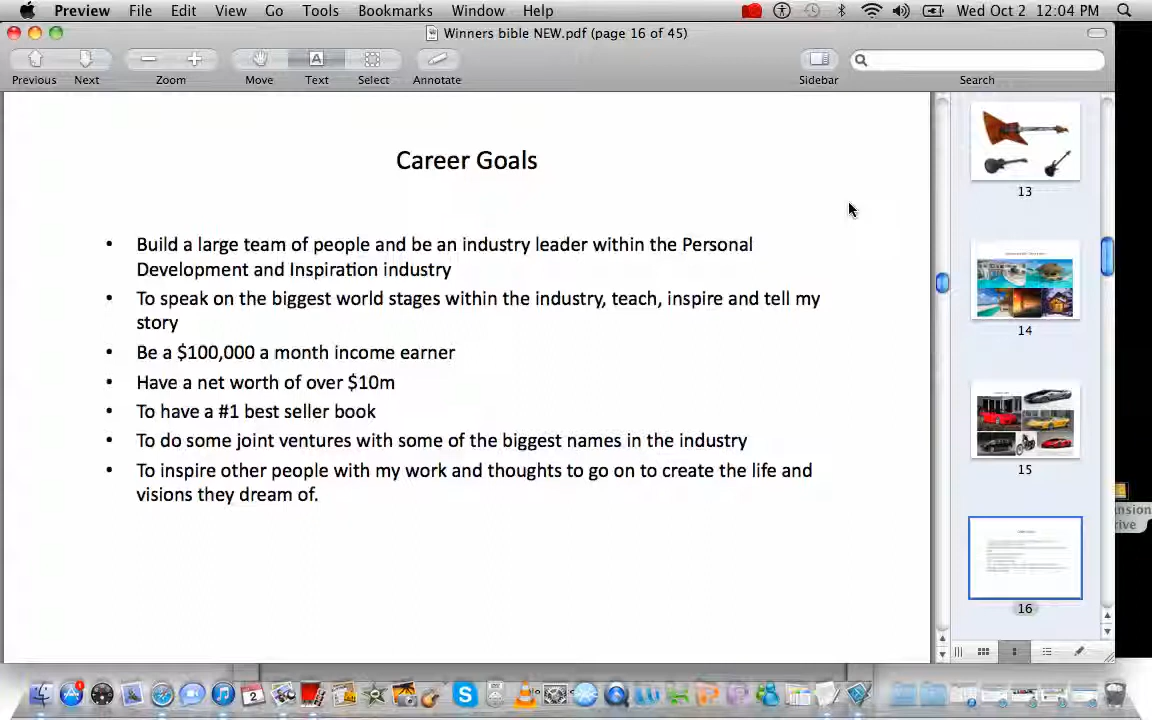 Preview File Edit View Go Tools Bookmarks Window Help Wed Oct 2 12:04 PM
Winners bible NEW.pdf (page 16 of 45)
Previous Next Zoom Move Text Select Annotate Sidebar Search
Career Goals
• Build a large team of people and be an industry leader within the Personal
Development and Inspiration industry
• To speak on the biggest world stages within the industry, teach, inspire and tell my
story
• Be a $100,000 a month income earner
• Have a net worth of over $10m
• To have a #1 best seller book
• To do some joint ventures with some of the biggest names in the industry
• To inspire other people with my work and thoughts to go on to create the life and
visions they dream of.
13
14
15
16
nsion
rive